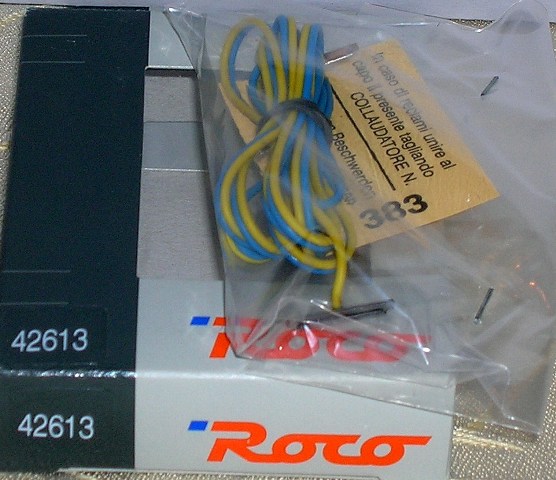 In caso di reclami unire al
capo il presente tagliando
COLLAUDATORE N.
Beschwerden
383
42613
Roco
42613
Roco